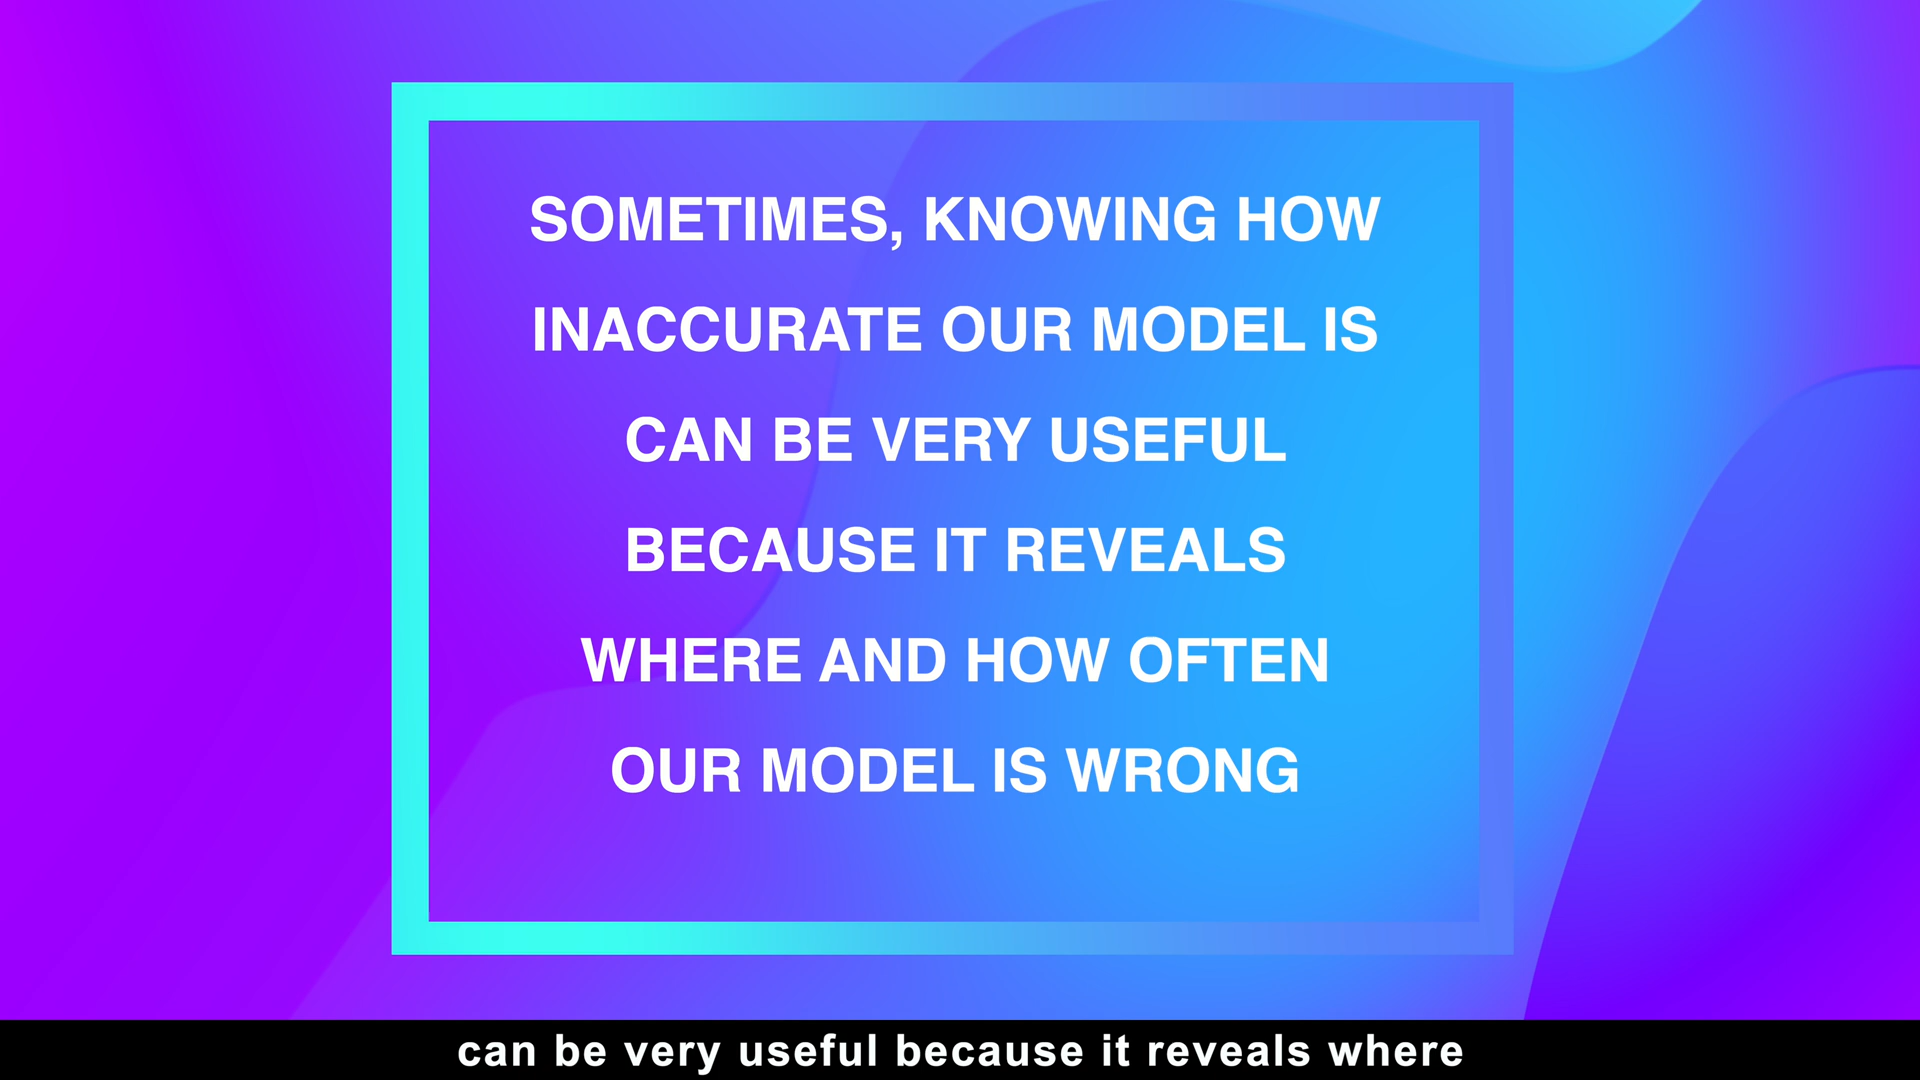 SOMETIMES, KNOWING HOW
INACCURATE OUR MODEL IS
CAN BE VERY USEFUL
BECAUSE IT REVEALS
WHERE AND HOW OFTEN
OUR MODEL IS WRONG
can be very useful because it reveals where